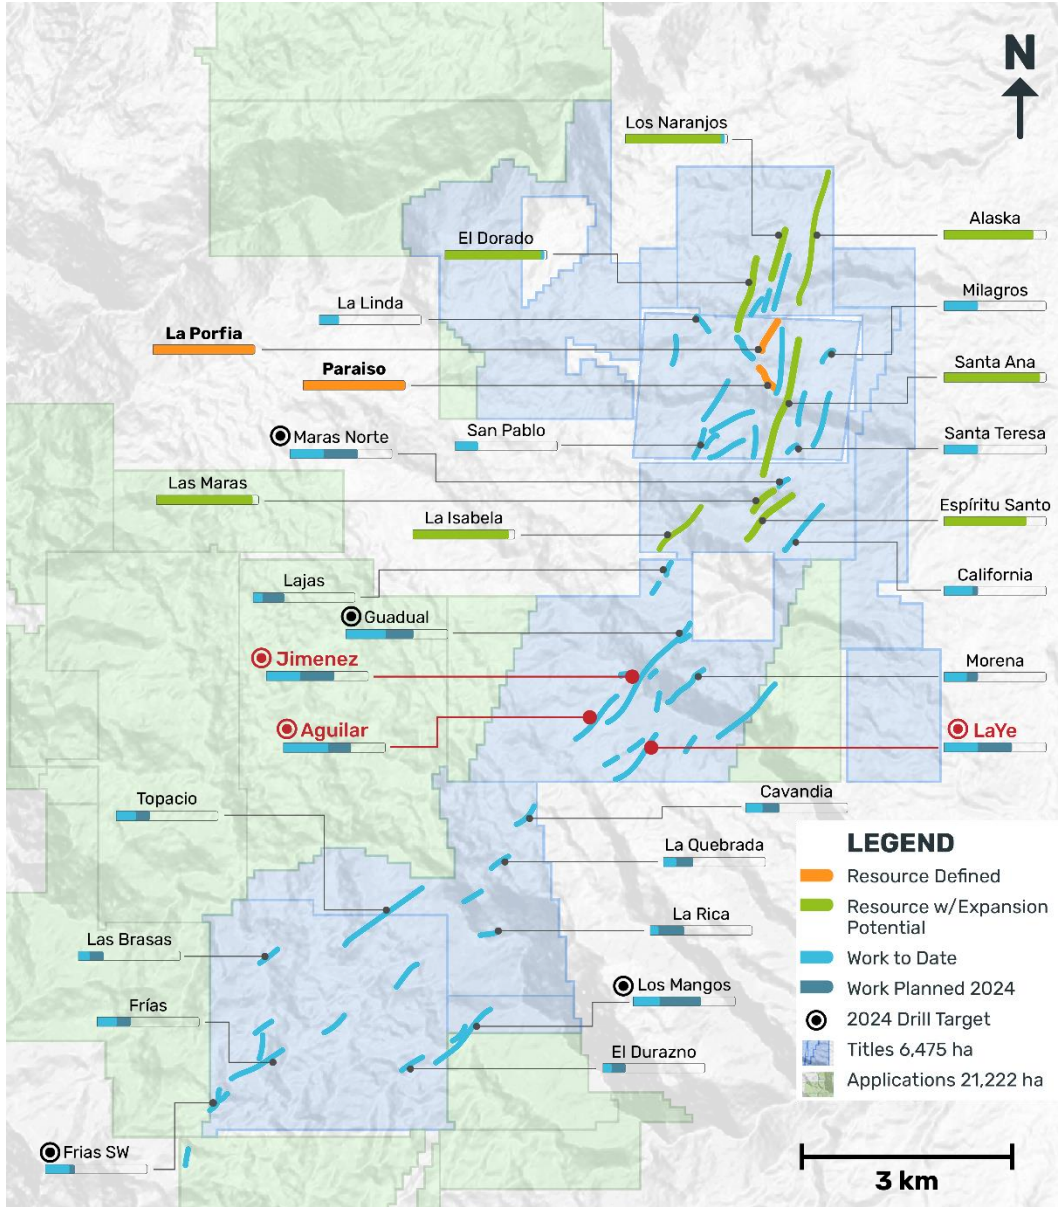 N
Los Naranjos
Alaska
El Dorado
Milagros
La Linda
La Porfia
Santa Ana
Paraiso
Maras Norte
San Pablo
Santa Teresa
Las Maras
Espíritu Santo
La Isabela
Lajas
California
Guadual
Jimenez
Morena
Aguilar
LaYe
Topacio
Cavandia
La Quebrada
La Rica
Las Brasas
Los Mangos
Frías
El Durazno
Frias SW
LEGEND
Resource Defined
Resource w/Expansion
Potential
Work to Date
Work Planned 2024
2024 Drill Target
Titles 6,475 ha
Applications 21,222 ha
3 km